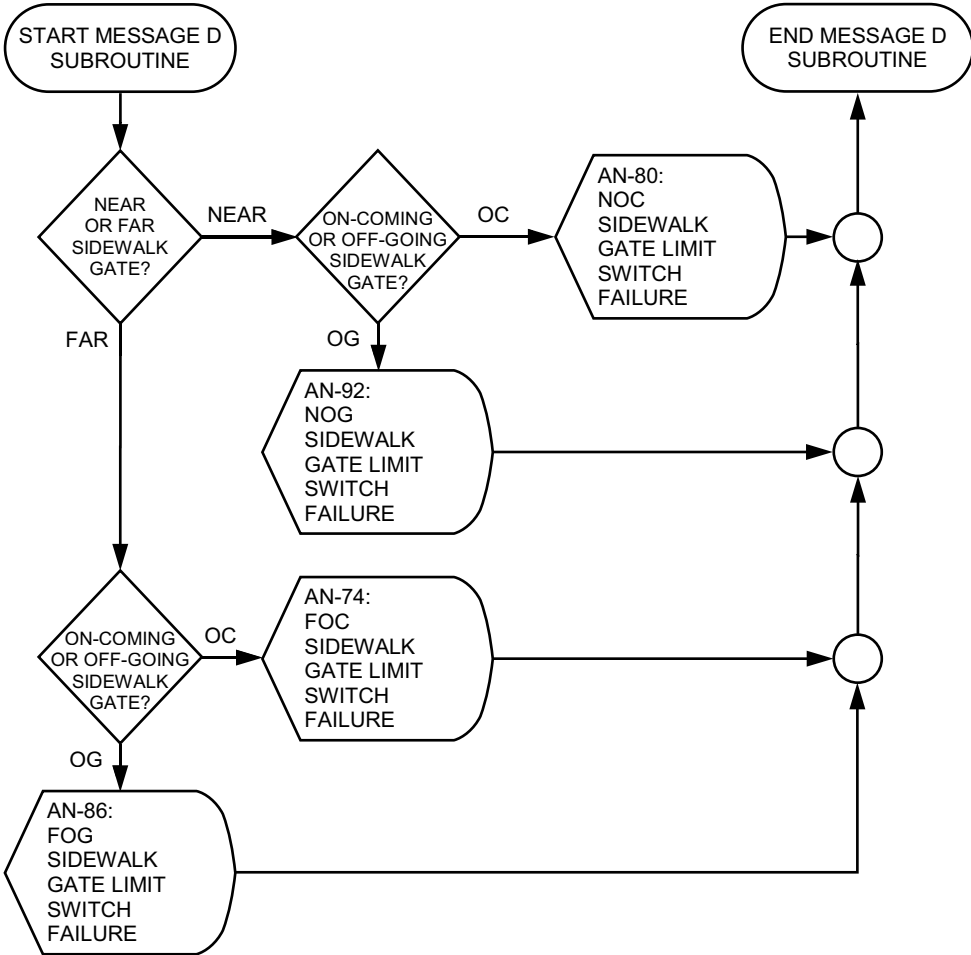 START MESSAGE D
SUBROUTINE
END MESSAGE D
SUBROUTINE
NEAR
OR FAR
SIDEWALK
GATE?
NEAR
ON-COMING
OR OFF-GOING
SIDEWALK
GATE?
OC
AN-80:
NOC
SIDEWALK
GATE LIMIT
SWITCH
FAILURE
FAR
OG
AN-92:
NOG
SIDEWALK
GATE LIMIT
SWITCH
FAILURE
ON-COMING
OR OFF-GOING
SIDEWALK
GATE?
OC
AN-74:
FOC
SIDEWALK
GATE LIMIT
SWITCH
FAILURE
OG
AN-86:
FOG
SIDEWALK
GATE LIMIT
SWITCH
FAILURE